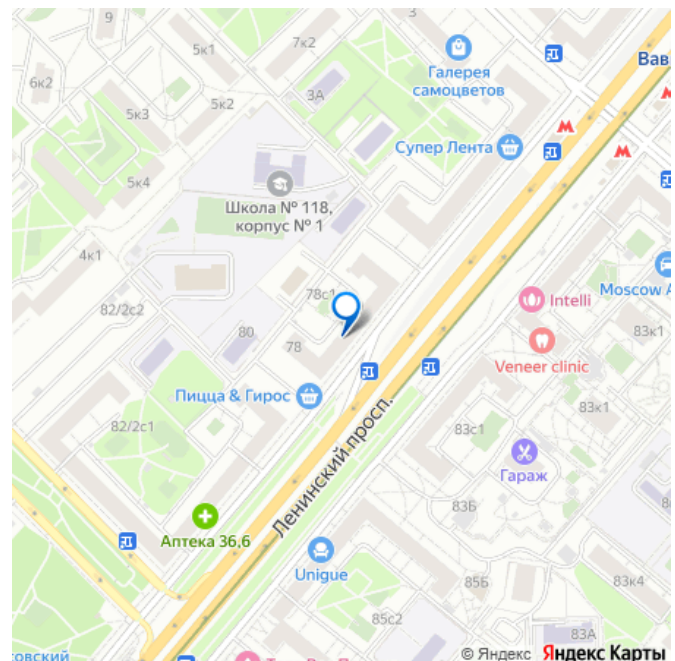 9
5к1
7к2
3
Галерея
самоцветов
Вав
6к2
3А
5к3
5к2
Супер Лента
5к4
Школа № 118,
корпус № 1
4к1
82/2с2
78с1
Intelli
Moscow A
80
78
83к1
Veneer clinic
Пицца & Гирос
83к1
82/2с1
83с1
Гараж
Ленинский просп.
83Б
Аптека 36,6
Unigue
85Б
83к4
85с2
83А
© Яндекс Яндекс Карты